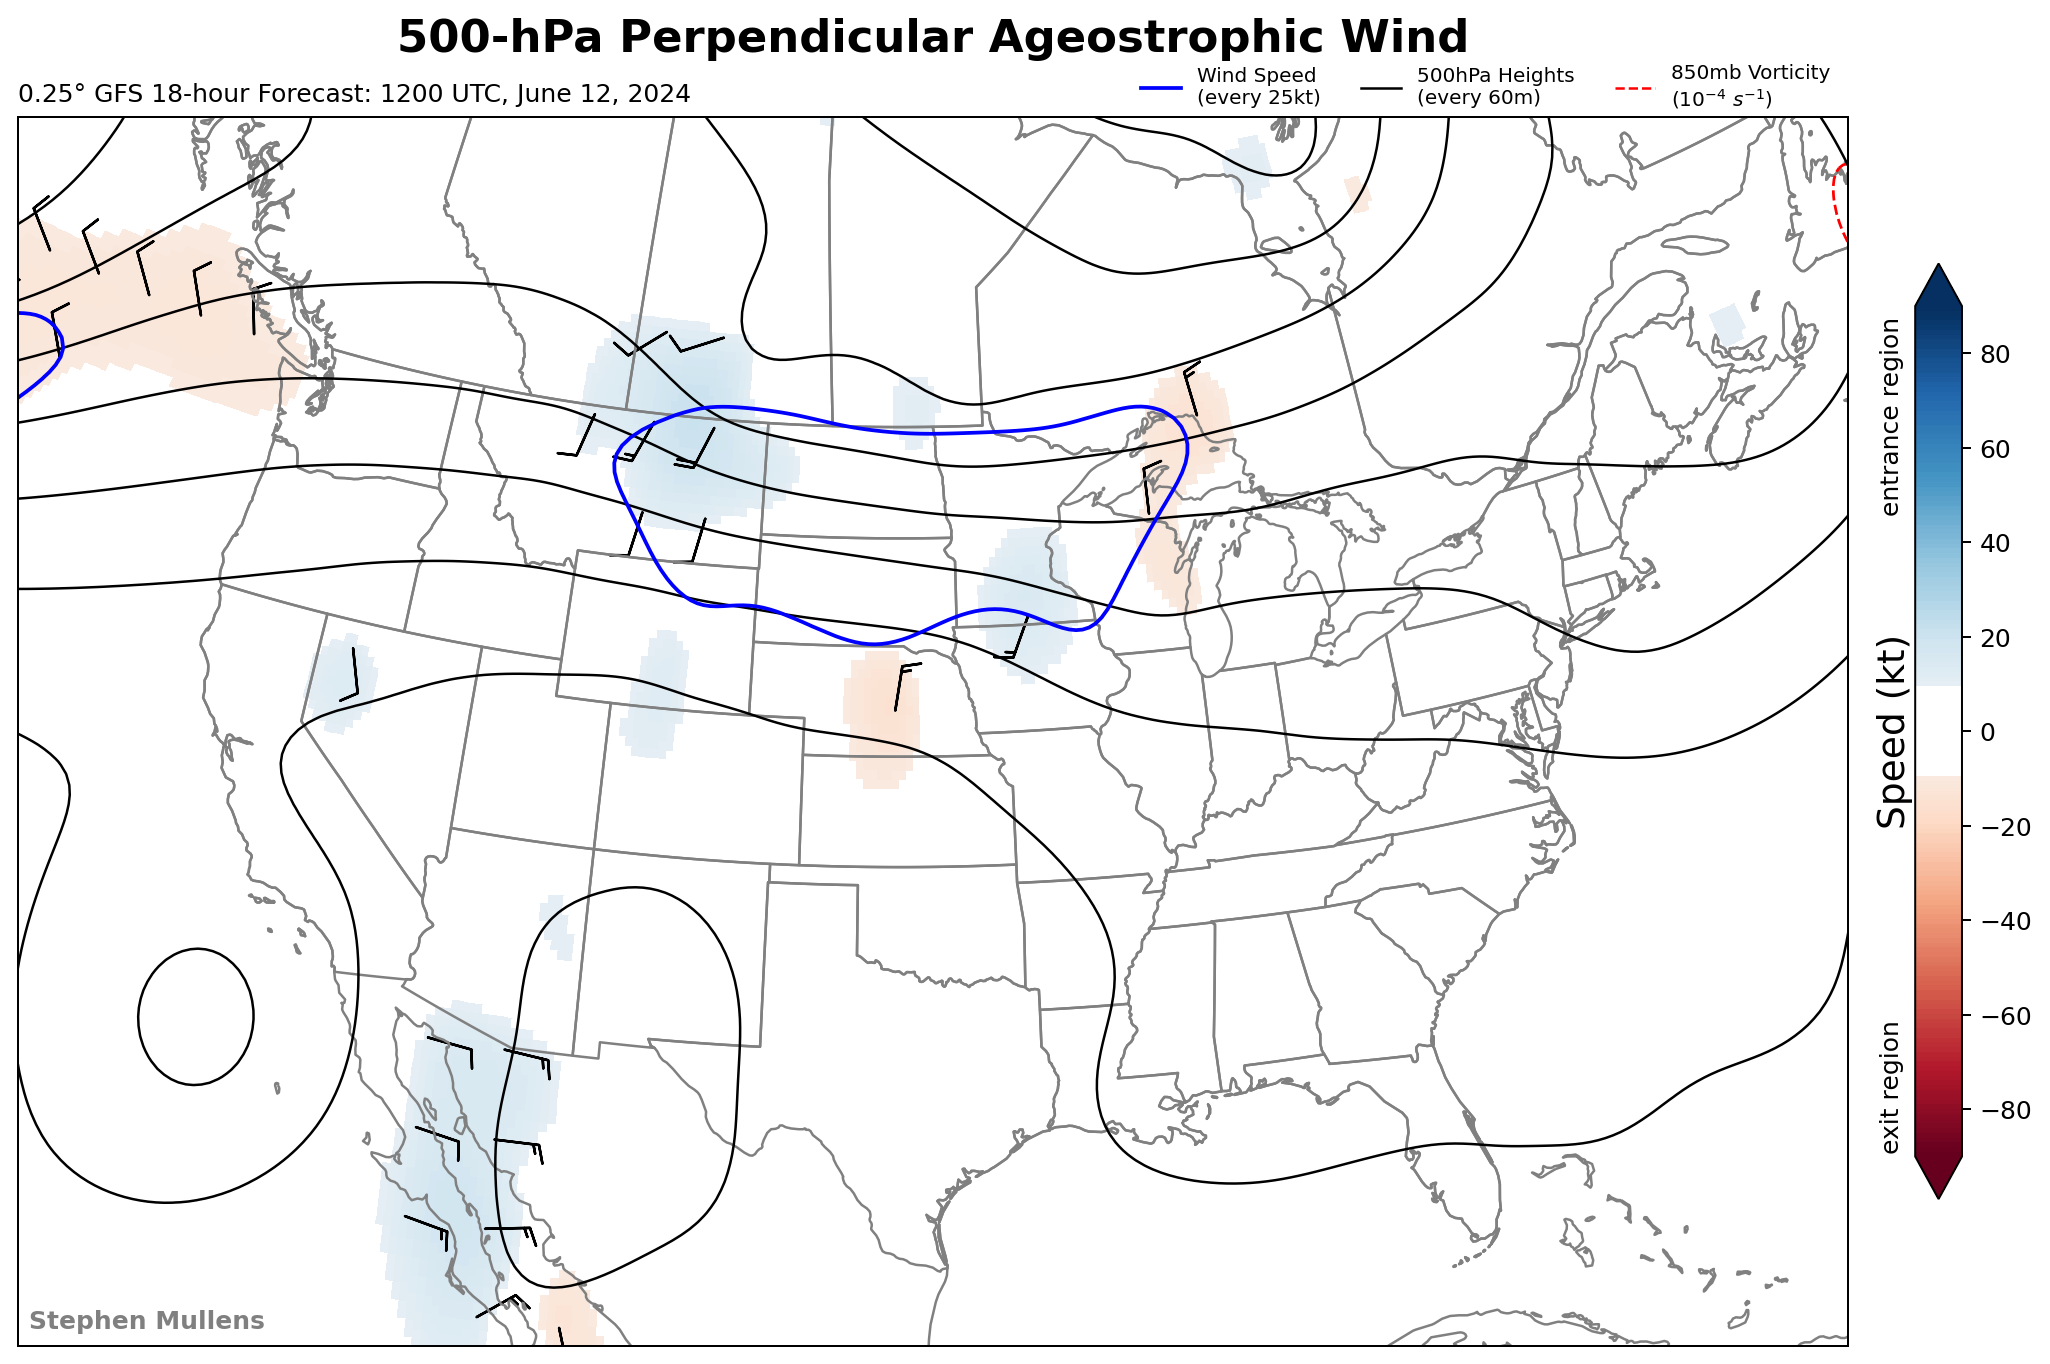 500-hPa Perpendicular Ageostrophic Wind
0.25° GFS 18-hour Forecast: 1200 UTC, June 12, 2024
Wind Speed
(every 25kt)
500hPa Heights
(every 60m)
850mb Vorticity
(10⁻⁴ s⁻¹)
entrance region
Speed (kt)
exit region
80
60
40
20
0
−20
−40
−60
−80
Stephen Mullens